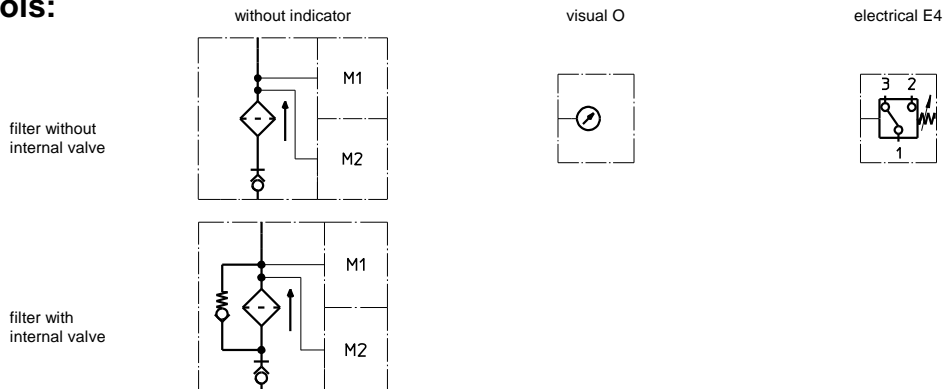 ols:
without indicator
visual O
electrical E4
filter without
internal valve
M1
M2
3 2
1
filter with
internal valve
M1
M2